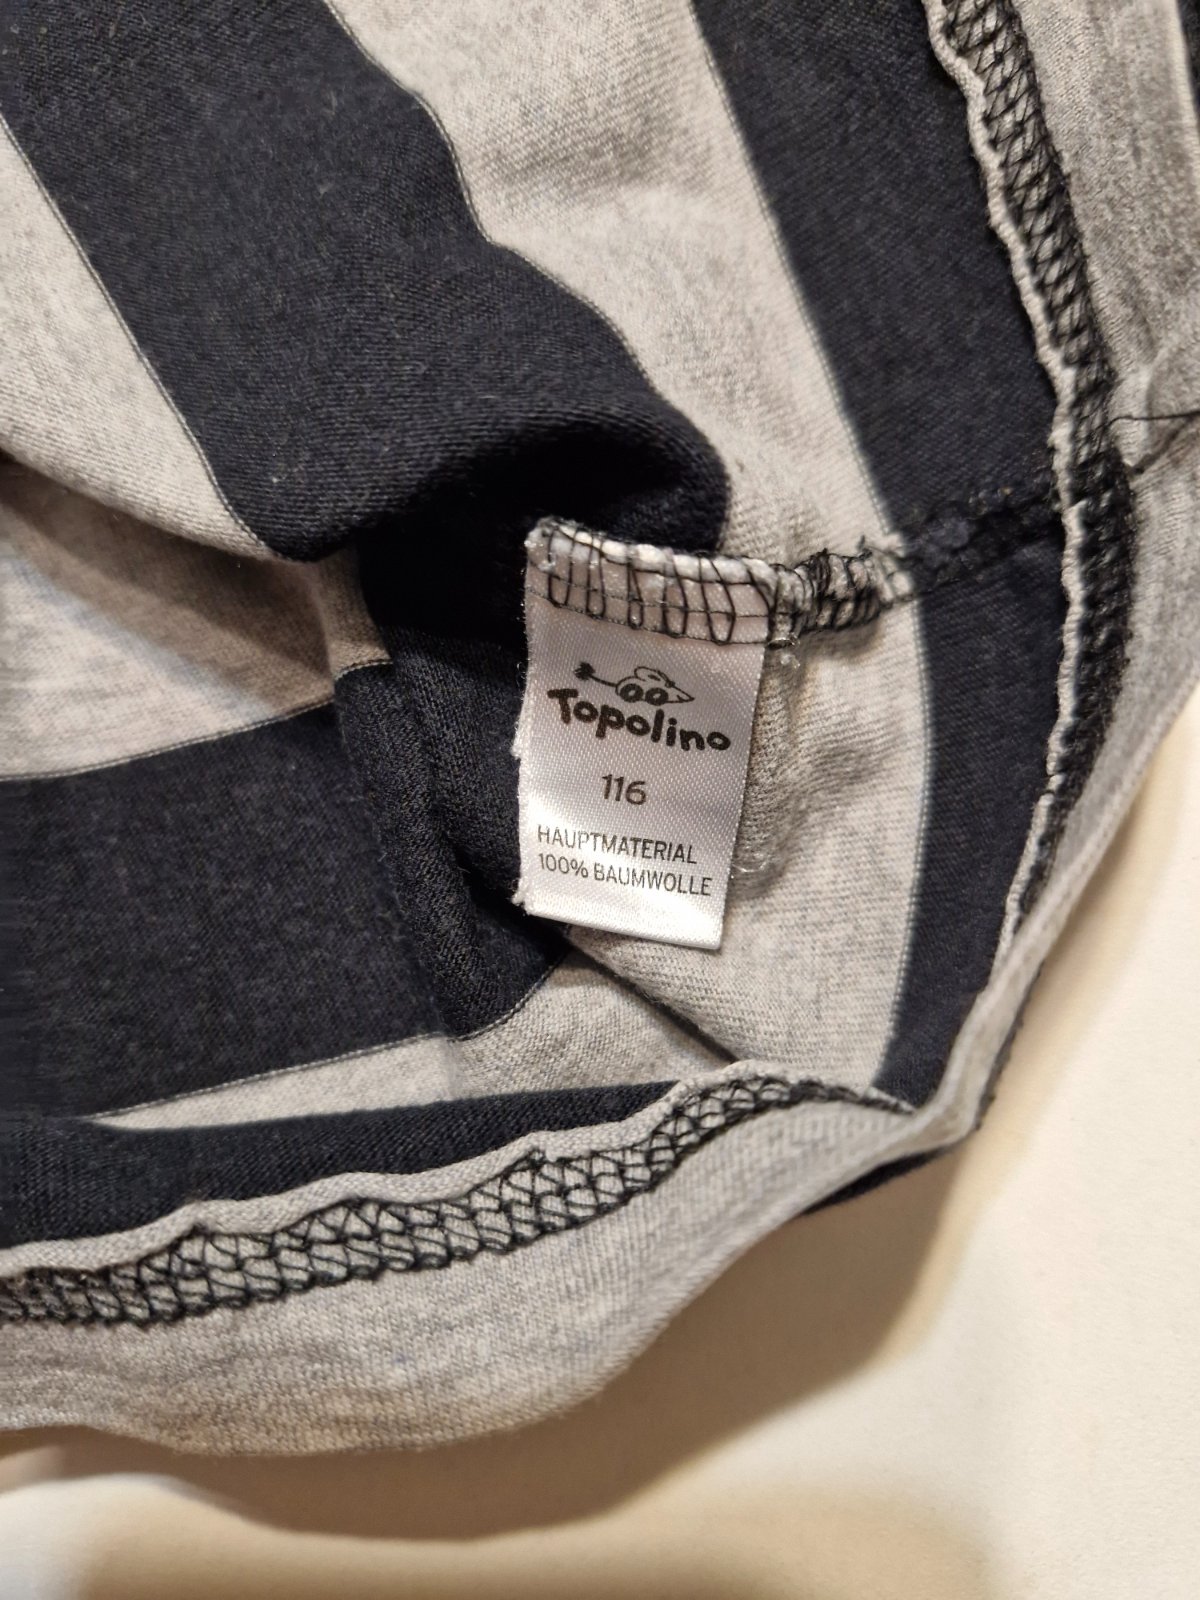 Topolino
116
HAUPTMATERIAL
100% BAUMWOLLE